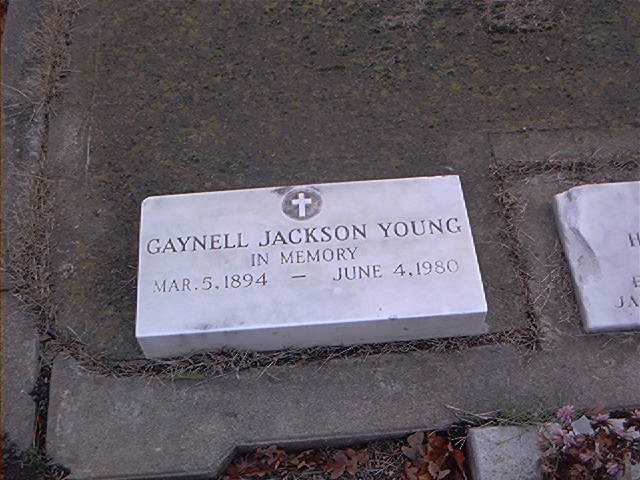 GAYNELL JACKSON YOUNG
IN MEMORY
MAR. 5, 1894 — JUNE 4, 1980